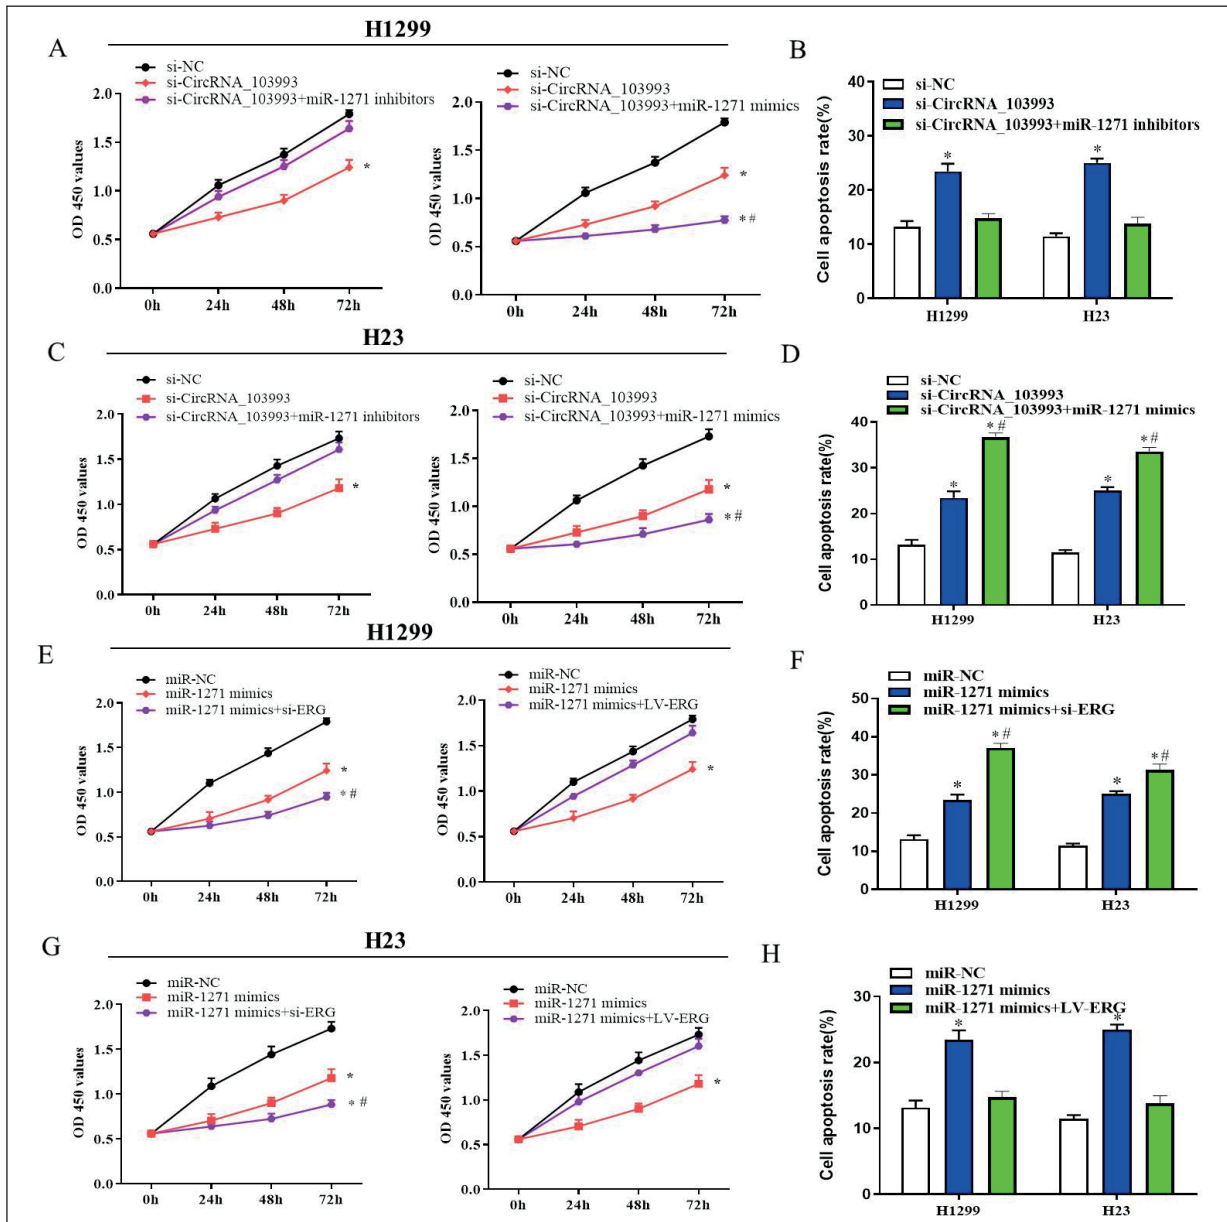 H1299
A
si-NC
si-CircRNA_103993
si-CircRNA_103993+miR-1271 inhibitors
OD 450 values
2.0
1.5
1.0
0.5
0.0
*
0h 24h 48h 72h
si-NC
si-CircRNA_103993
si-CircRNA_103993+miR-1271 mimics
OD 450 values
2.0
1.5
1.0
0.5
0.0
*
* #
0h 24h 48h 72h
B
si-NC
si-CircRNA_103993
si-CircRNA_103993+miR-1271 inhibitors
Cell apoptosis rate(%)
40
30
20
10
0
* *
H1299 H23
H23
C
si-NC
si-CircRNA_103993
si-CircRNA_103993+miR-1271 inhibitors
OD 450 values
2.0
1.5
1.0
0.5
0.0
*
0h 24h 48h 72h
si-NC
si-CircRNA_103993
si-CircRNA_103993+miR-1271 mimics
OD 450 values
2.0
1.5
1.0
0.5
0.0
*
* #
0h 24h 48h 72h
D
si-NC
si-CircRNA_103993
si-CircRNA_103993+miR-1271 mimics
Cell apoptosis rate(%)
40
30
20
10
0
* * # * * #
H1299 H23
H1299
E
miR-NC
miR-1271 mimics
miR-1271 mimics+si-ERG
OD 450 values
2.0
1.5
1.0
0.5
0.0
*
* #
0h 24h 48h 72h
miR-NC
miR-1271 mimics
miR-1271 mimics+LV-ERG
OD 450 values
2.0
1.5
1.0
0.5
0.0
*
0h 24h 48h 72h
F
miR-NC
miR-1271 mimics
miR-1271 mimics+si-ERG
Cell apoptosis rate(%)
50
40
30
20
10
0
* * # * * #
H1299 H23
H23
G
miR-NC
miR-1271 mimics
miR-1271 mimics+si-ERG
OD 450 values
2.0
1.5
1.0
0.5
0.0
*
* #
0h 24h 48h 72h
miR-NC
miR-1271 mimics
miR-1271 mimics+LV-ERG
OD 450 values
2.0
1.5
1.0
0.5
0.0
*
0h 24h 48h 72h
H
miR-NC
miR-1271 mimics
miR-1271 mimics+LV-ERG
Cell apoptosis rate(%)
30
20
10
0
* *
H1299 H23